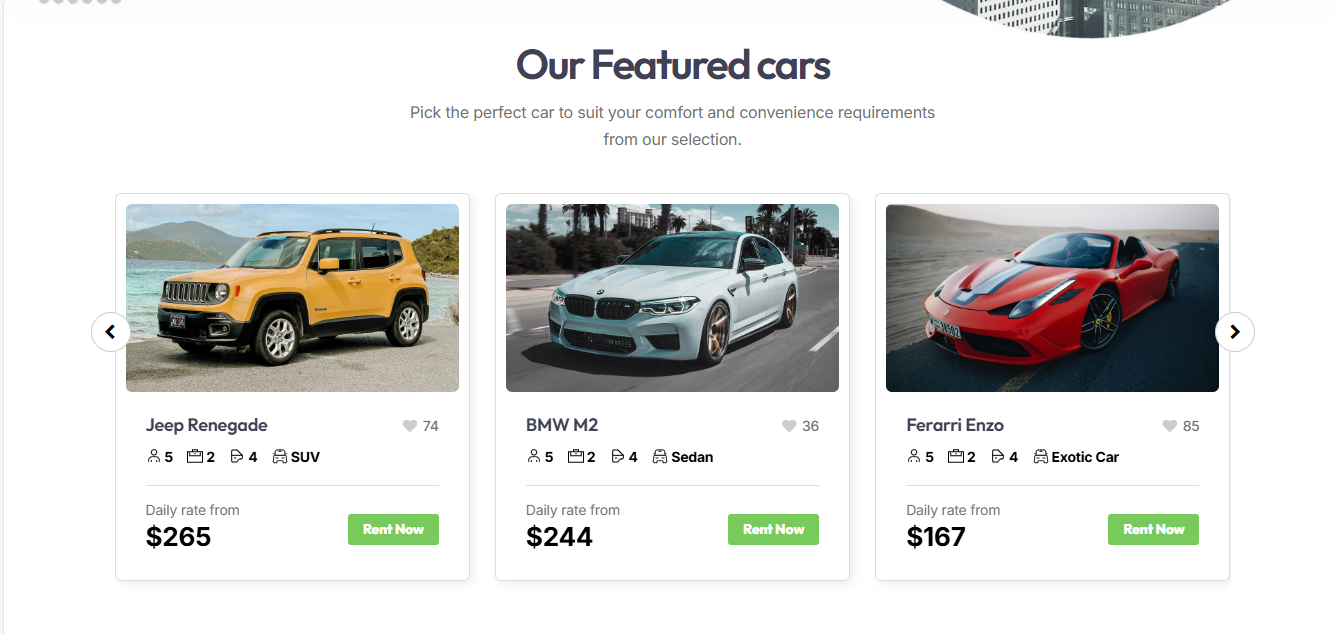 Our Featured cars
Pick the perfect car to suit your comfort and convenience requirements
from our selection.
Jeep Renegade 74
5 2 4 SUV
Daily rate from
$265
Rent Now
BMW M2 36
5 2 4 Sedan
Daily rate from
$244
Rent Now
Ferarri Enzo 85
5 2 4 Exotic Car
Daily rate from
$167
Rent Now